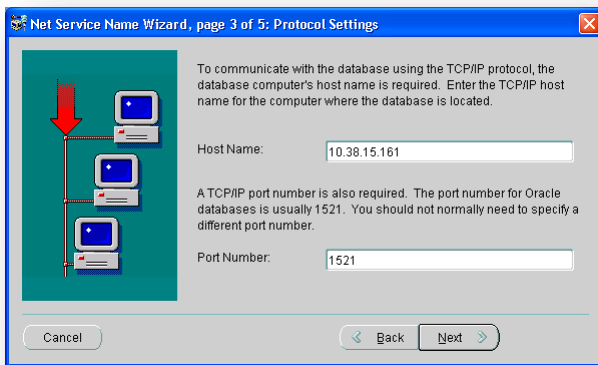 Net Service Name Wizard, page 3 of 5: Protocol Settings
To communicate with the database using the TCP/IP protocol, the
database computer's host name is required. Enter the TCP/IP host
name for the computer where the database is located.
Host Name:
10.38.15.161
A TCP/IP port number is also required. The port number for Oracle
databases is usually 1521. You should not normally need to specify a
different port number.
Port Number:
1521
Cancel
Back
Next